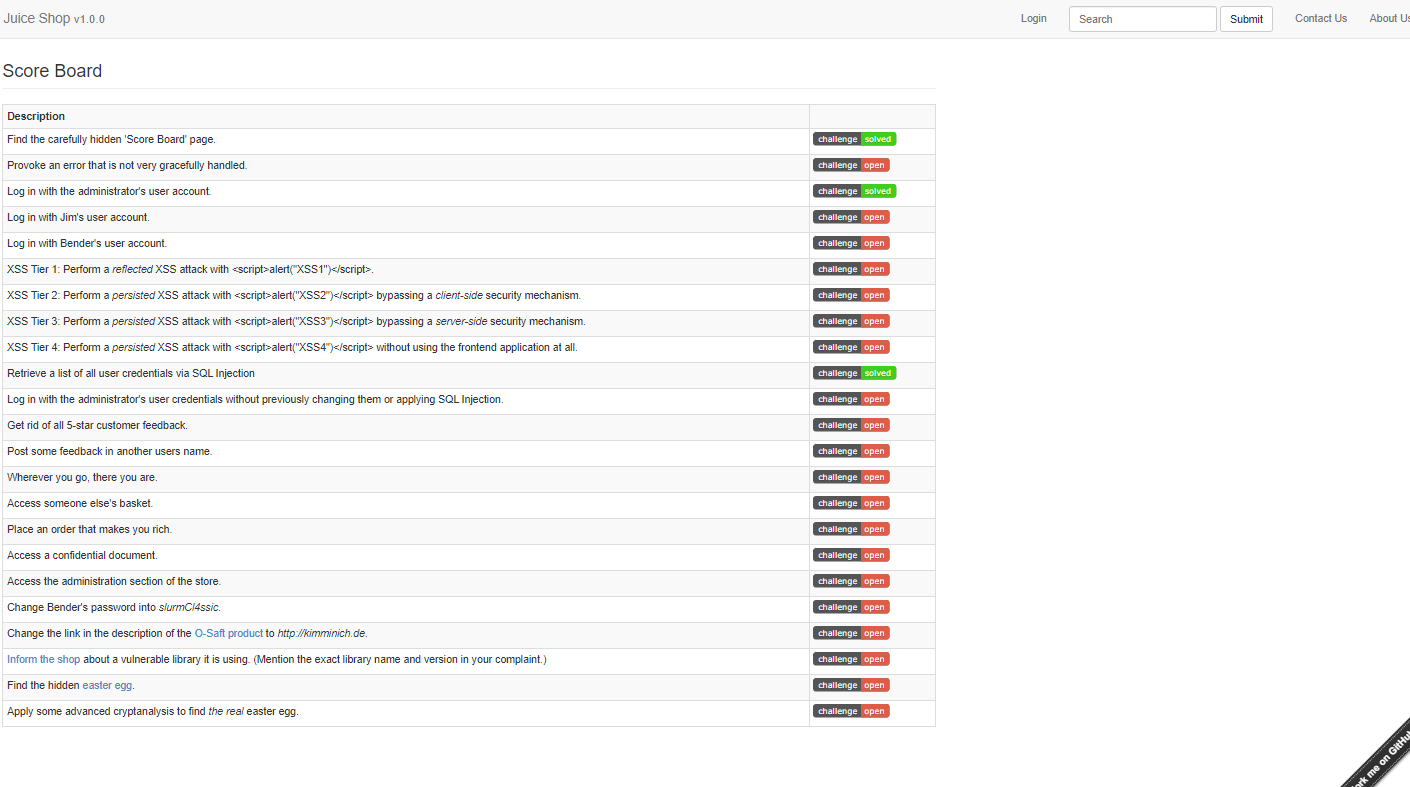 Juice Shop v1.0.0 Login Search Submit Contact Us About Us
Score Board
Description
Find the carefully hidden 'Score Board' page. challenge solved
Provoke an error that is not very gracefully handled. challenge open
Log in with the administrator's user account. challenge solved
Log in with Jim's user account. challenge open
Log in with Bender's user account. challenge open
XSS Tier 1: Perform a reflected XSS attack with <script>alert("XSS1")</script>. challenge open
XSS Tier 2: Perform a persisted XSS attack with <script>alert("XSS2")</script> bypassing a client-side security mechanism. challenge open
XSS Tier 3: Perform a persisted XSS attack with <script>alert("XSS3")</script> bypassing a server-side security mechanism. challenge open
XSS Tier 4: Perform a persisted XSS attack with <script>alert("XSS4")</script> without using the frontend application at all. challenge open
Retrieve a list of all user credentials via SQL Injection challenge solved
Log in with the administrator's user credentials without previously changing them or applying SQL Injection. challenge open
Get rid of all 5-star customer feedback. challenge open
Post some feedback in another users name. challenge open
Wherever you go, there you are. challenge open
Access someone else's basket. challenge open
Place an order that makes you rich. challenge open
Access a confidential document. challenge open
Access the administration section of the store. challenge open
Change Bender's password into slurmCl4ssic. challenge open
Change the link in the description of the O-Saft product to http://kimminich.de. challenge open
Inform the shop about a vulnerable library it is using. (Mention the exact library name and version in your complaint.) challenge open
Find the hidden easter egg. challenge open
Apply some advanced cryptanalysis to find the real easter egg. challenge open
me on